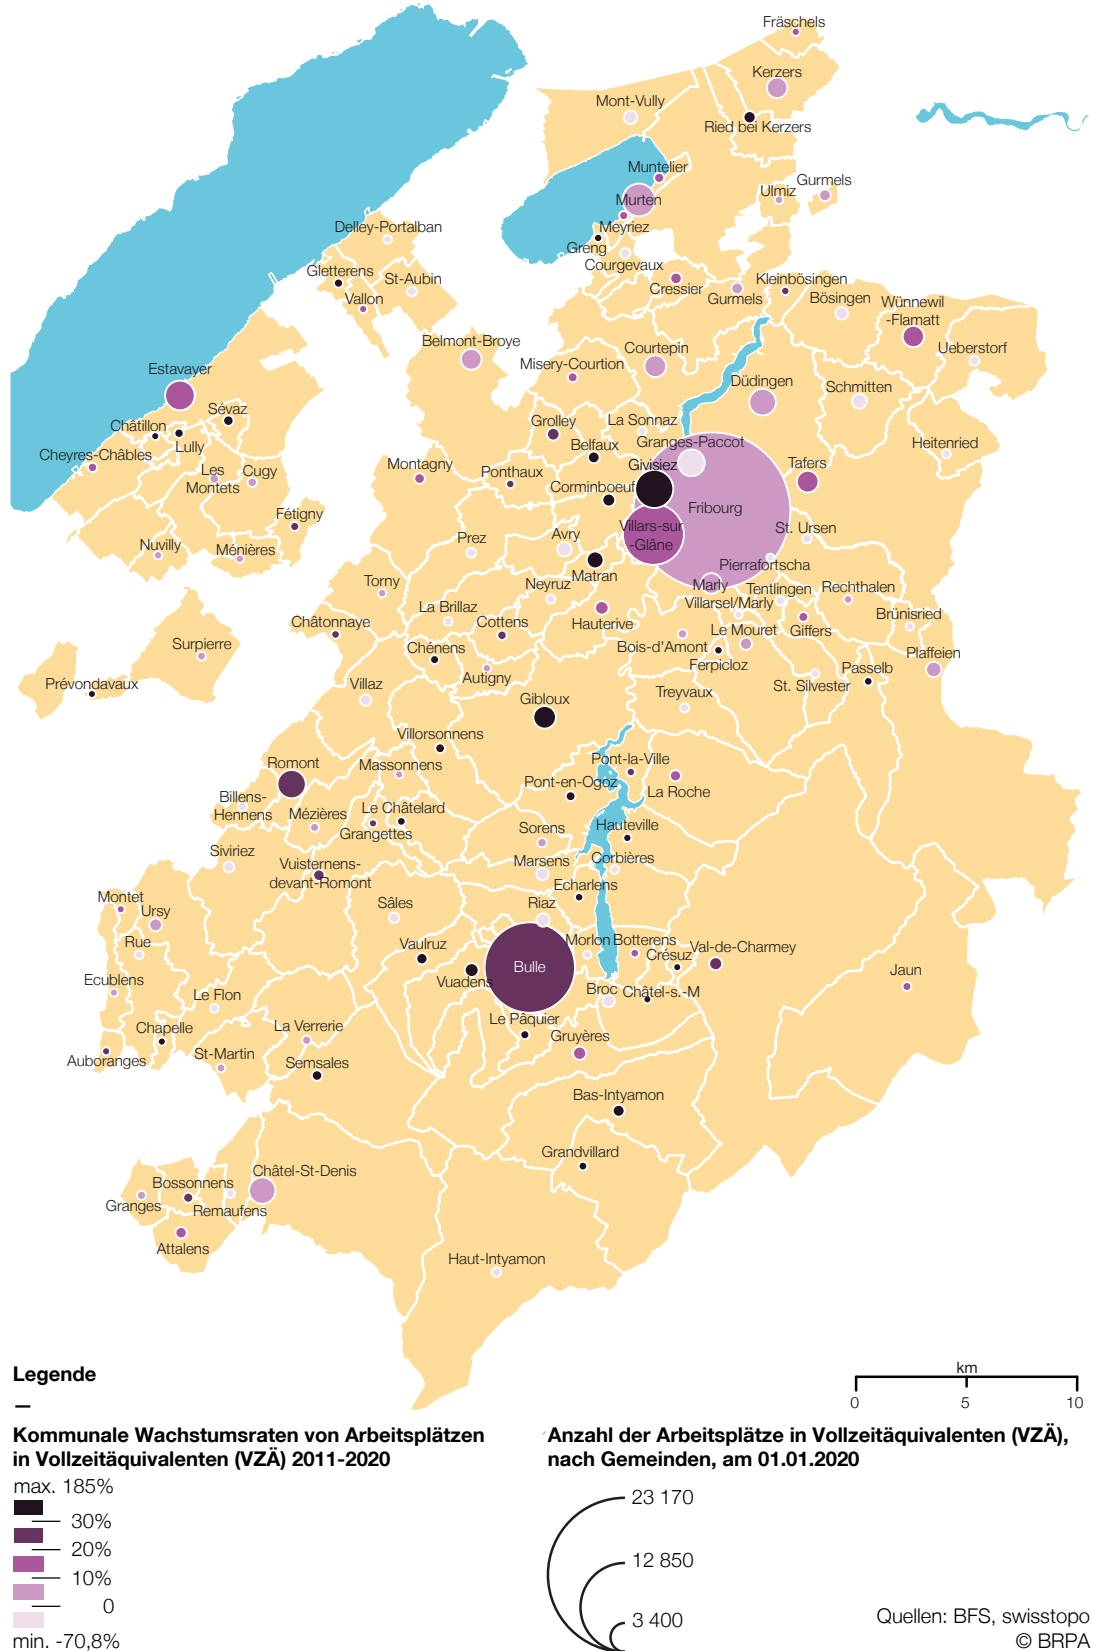 Fräschels
Kerzers
Mont-Vully
Ried bei Kerzers
Muntelier
Gurmels
Ulmiz
Murten
Meyriez
Delley-Portalban
Greng
Courgevaux
Gletterens
St-Aubin
Kleinbösingen
Cressier
Vallon
Gurmels
Bösingen
Wünnewil
-Flamatt
Belmont-Broye
Courtepin
Ueberstorf
Misery-Courtion
Estavayer
Düdingen
Schmitten
Sévaz
Grolley
La Sonnaz
Châtillon
Granges-Paccot
Heitenried
Lully
Belfaux
Cheyres-Châbles
Montagny
Givisiez
Tafers
Les
Montets
Cugy
Ponthaux
Corminboeuf
Fribourg
Fétigny
Villars-sur
-Glâne
St. Ursen
Nuvilly
Ménières
Prez
Avry
Pierrafortscha
Matran
Torny
Neyruz
Marly
Tentlingen
Rechthalen
La Brillaz
Villarsel/Marly
Brünisried
Châtonnaye
Cottens
Hauterive
Le Mouret
Giffers
Surpierre
Chénens
Bois-d'Amont
Plaffeien
Ferpicloz
Passelb
Autigny
Prévondavaux
Villaz
Treyvaux
St. Silvester
Gibloux
Villorsonnens
Romont
Massonnens
Pont-la-Ville
Pont-en-Ogoz
La Roche
Billens-
Hennens
Mézières
Le Châtelard
Grangettes
Sorens
Hauteville
Siviriez
Vuisternens-
devant-Romont
Marsens
Corbières
Echarlens
Montet
Ursy
Sâles
Riaz
Rue
Vaulruz
Morlon
Botterens
Val-de-Charmey
Crésuz
Bulle
Jaun
Ecublens
Vuadens
Le Flon
Broc
Châtel-s.-M
Chapelle
La Verrerie
Le Pâquier
Gruyères
Auboranges
St-Martin
Semsales
Bas-Intyamon
Grandvillard
Châtel-St-Denis
Bossonnens
Granges
Remaufens
Attalens
Haut-Intyamon
Legende
–
km
0 5 10
Kommunale Wachstumsraten von Arbeitsplätzen
in Vollzeitäquivalenten (VZÄ) 2011-2020
max. 185%
30%
20%
10%
0
min. -70,8%
Anzahl der Arbeitsplätze in Vollzeitäquivalenten (VZÄ),
nach Gemeinden, am 01.01.2020
23 170
12 850
3 400
Quellen: BFS, swisstopo
© BRPA